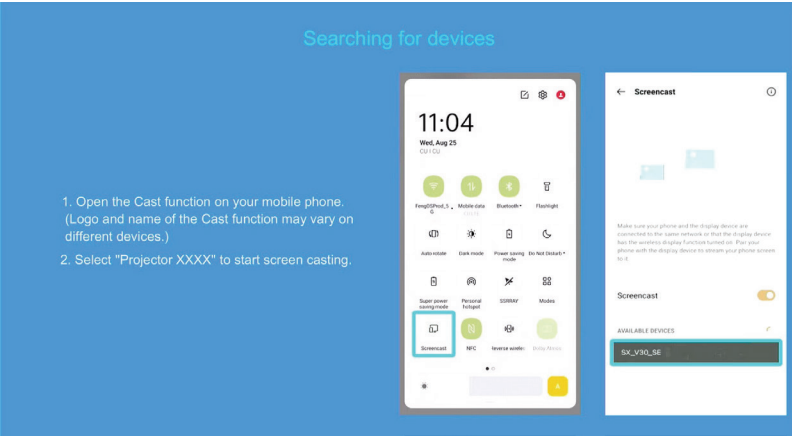 Searching for devices
1. Open the Cast function on your mobile phone.
(Logo and name of the Cast function may vary on
different devices.)
2. Select "Projector XXXX" to start screen casting.
11:04
Wed, Aug 25
CU / CU
FengOSProd_5
G
Mobile data
Bluetooth
Flashlight
Auto rotate
Dark mode
Power saving
mode
Do Not Disturb
Super power
saving mode
Personal
hotspot
Modes
Screencast
NFC
A
Screencast
Make sure your phone and the display device are
connected to the same network or that the display device
has the wireless display function turned on. Pair your
phone with the display device to stream your phone screen
to it.
Screencast
AVAILABLE DEVICES
SX_V30_SE